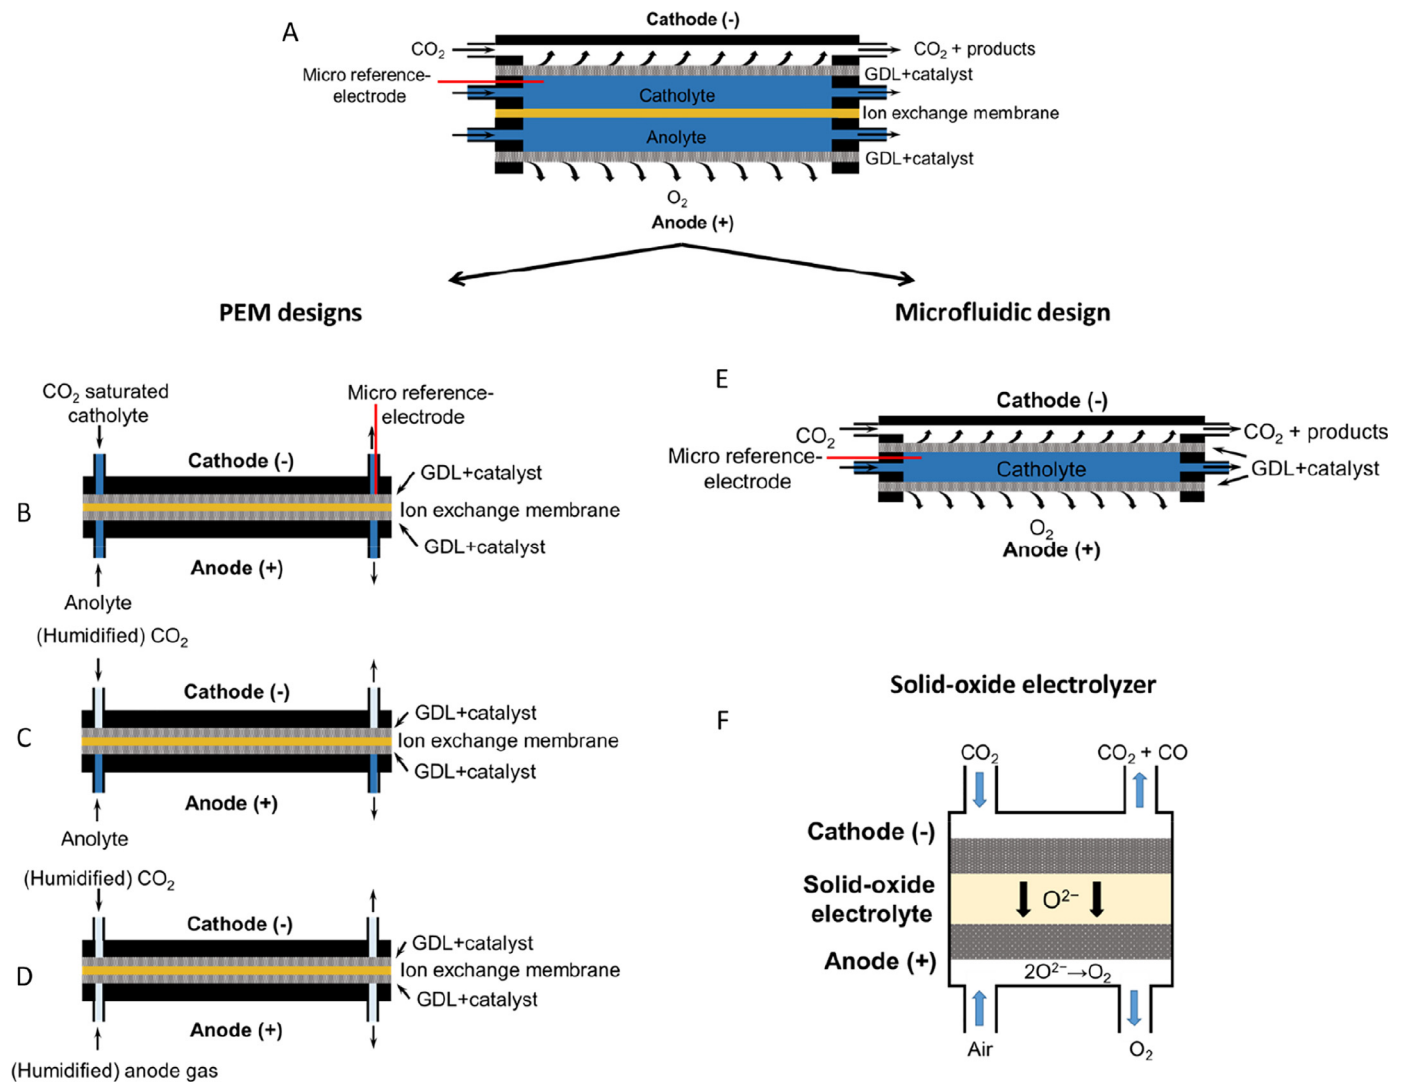 A
Cathode (-)
CO2
CO2 + products
Micro reference-
electrode
GDL+catalyst
Catholyte
Ion exchange membrane
Anolyte
GDL+catalyst
O2
Anode (+)
PEM designs
Microfluidic design
B
CO2 saturated
catholyte
Micro reference-
electrode
Cathode (-)
GDL+catalyst
Ion exchange membrane
GDL+catalyst
Anode (+)
Anolyte
C
(Humidified) CO2
Cathode (-)
GDL+catalyst
Ion exchange membrane
GDL+catalyst
Anode (+)
Anolyte
D
(Humidified) CO2
Cathode (-)
GDL+catalyst
Ion exchange membrane
GDL+catalyst
Anode (+)
(Humidified) anode gas
E
Cathode (-)
CO2
CO2 + products
Micro reference-
electrode
Catholyte
GDL+catalyst
O2
Anode (+)
Solid-oxide electrolyzer
F
CO2
CO2 + CO
Cathode (-)
Solid-oxide
electrolyte
O2−
Anode (+)
2O2−→O2
Air
O2